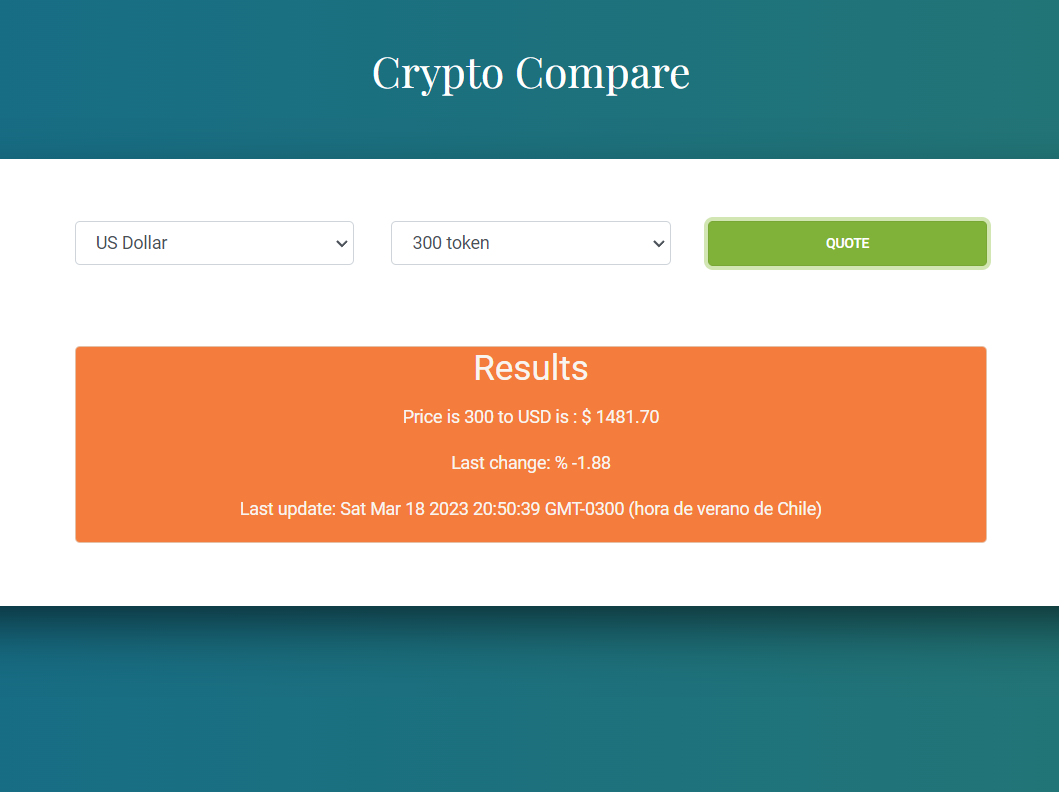 Crypto Compare
US Dollar
300 token
QUOTE
Results
Price is 300 to USD is : $ 1481.70
Last change: % -1.88
Last update: Sat Mar 18 2023 20:50:39 GMT-0300 (hora de verano de Chile)